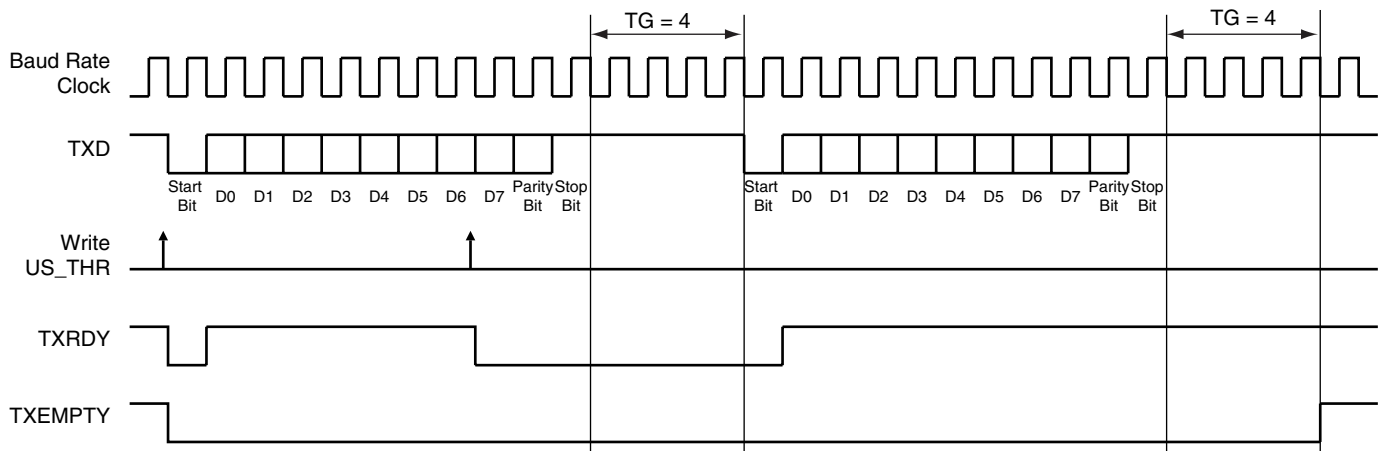 TG = 4
TG = 4
Baud Rate
Clock
TXD
Start
Bit
D0
D1
D2
D3
D4
D5
D6
D7
Parity
Bit
Stop
Bit
Start
Bit
D0
D1
D2
D3
D4
D5
D6
D7
Parity
Bit
Stop
Bit
Write
US_THR
TXRDY
TXEMPTY